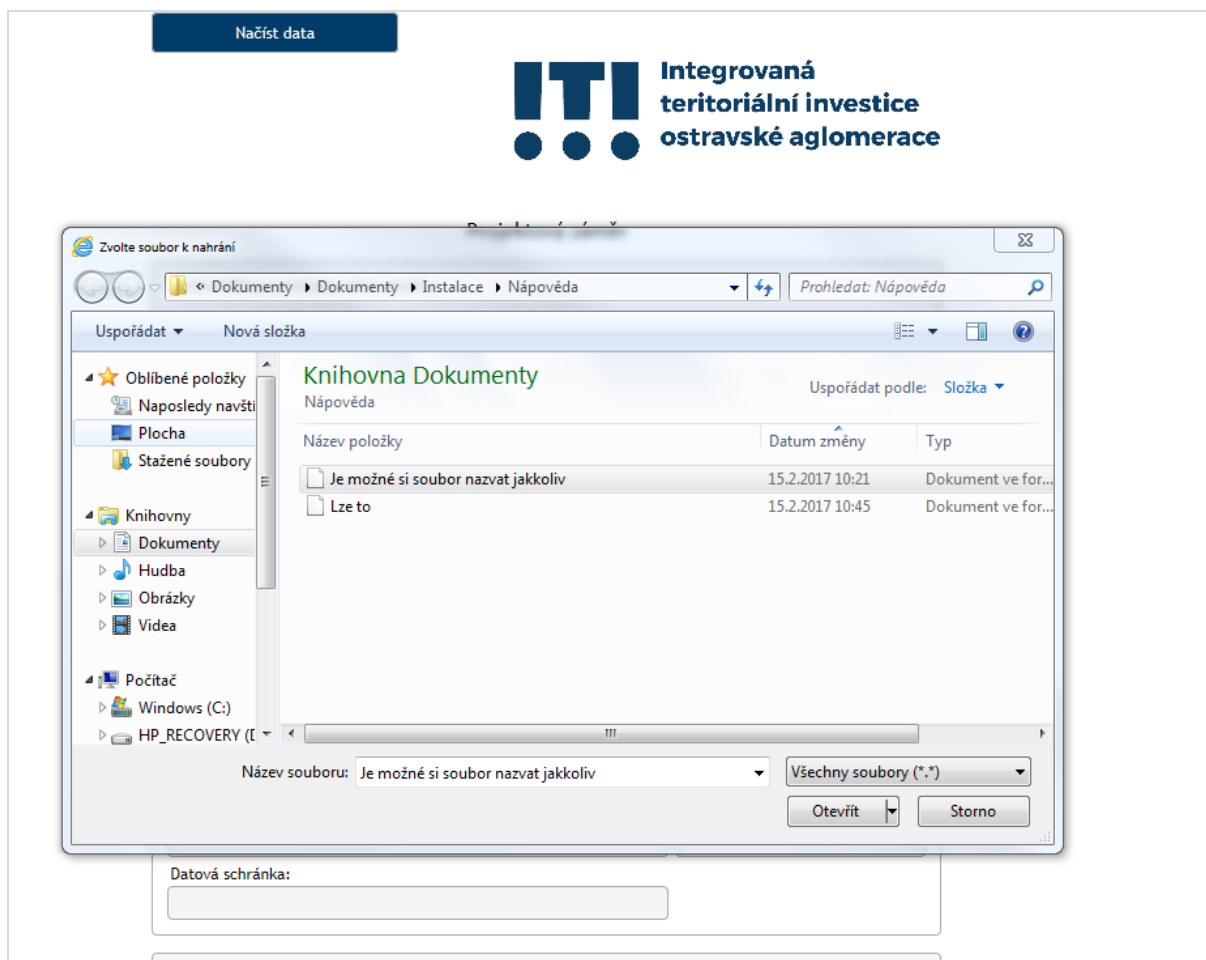 Načíst data
Integrovaná
teritoriální investice
ostravské aglomerace
Projektový záměr
Zvolte soubor k nahrání
« Dokumenty Dokumenty Instalace Nápověda
Prohledat: Nápověda
Uspořádat
Nová složka
Oblíbené položky
Naposledy navšti
Plocha
Stažené soubory
Knihovny
Dokumenty
Hudba
Obrázky
Videa
Počítač
Windows (C:)
HP_RECOVERY (D
Knihovna Dokumenty
Nápověda
Uspořádat podle: Složka
Název položky Datum změny Typ
Je možné si soubor nazvat jakkoliv 15.2.2017 10:21 Dokument ve for...
Lze to 15.2.2017 10:45 Dokument ve for...
Název souboru: Je možné si soubor nazvat jakkoliv
Všechny soubory (*.*)
Otevřít Storno
Datová schránka: